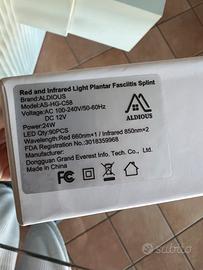 Red and Infrared Light Plantar Fasciitis Splint
Brand:ALDIOUS
Model:AS-HG-C58
Voltage:AC 100-240V/50-60Hz
DC 12V
Power:24W
LED Qty:90PCS
Wavelength:Red 660nm×1 / Infrared 850nm×2
FDA Registration No.:3018359968
Dongguan Grand Everest Info. Tech. Co., Ltd.
Made in China
ALDIOUS
FC
subito